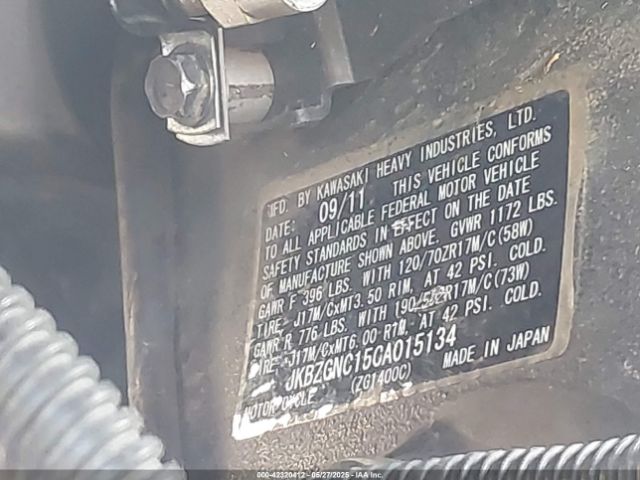 MFD. BY KAWASAKI HEAVY INDUSTRIES, LTD.
DATE: 09/11 THIS VEHICLE CONFORMS
TO ALL APPLICABLE FEDERAL MOTOR VEHICLE
SAFETY STANDARDS IN EFFECT ON THE DATE
OF MANUFACTURE SHOWN ABOVE. GVWR 1172 LBS.
GAWR F 396 LBS. WITH 120/70ZR17M/C(58W)
TIRE, J17M/CxMT3.50 RIM, AT 42 PSI. COLD.
GAWR R 776 LBS. WITH 190/50ZR17M/C(73W)
TIRE, J17M/CxMT6.00 RIM, AT 42 PSI. COLD.
JKBZGNC15CA015134
MOTORCYCLE (ZG1400C) MADE IN JAPAN
000-42320412 - 05/27/2025 - IAA Inc.